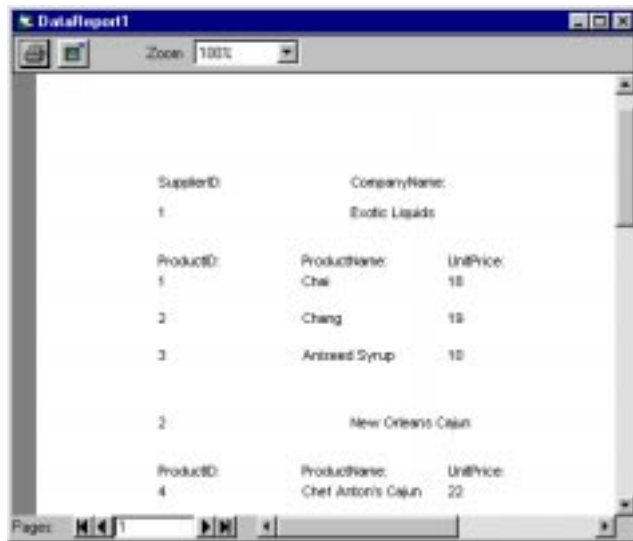 DataReport1
Zoom 100%
SupplierID: CompanyName:
1 Exotic Liquids
ProductID: ProductName: UnitPrice:
1 Chai 18
2 Chang 19
3 Aniseed Syrup 10
2 New Orleans Cajun
ProductID: ProductName: UnitPrice:
4 Chef Anton's Cajun 22
Pages: 1